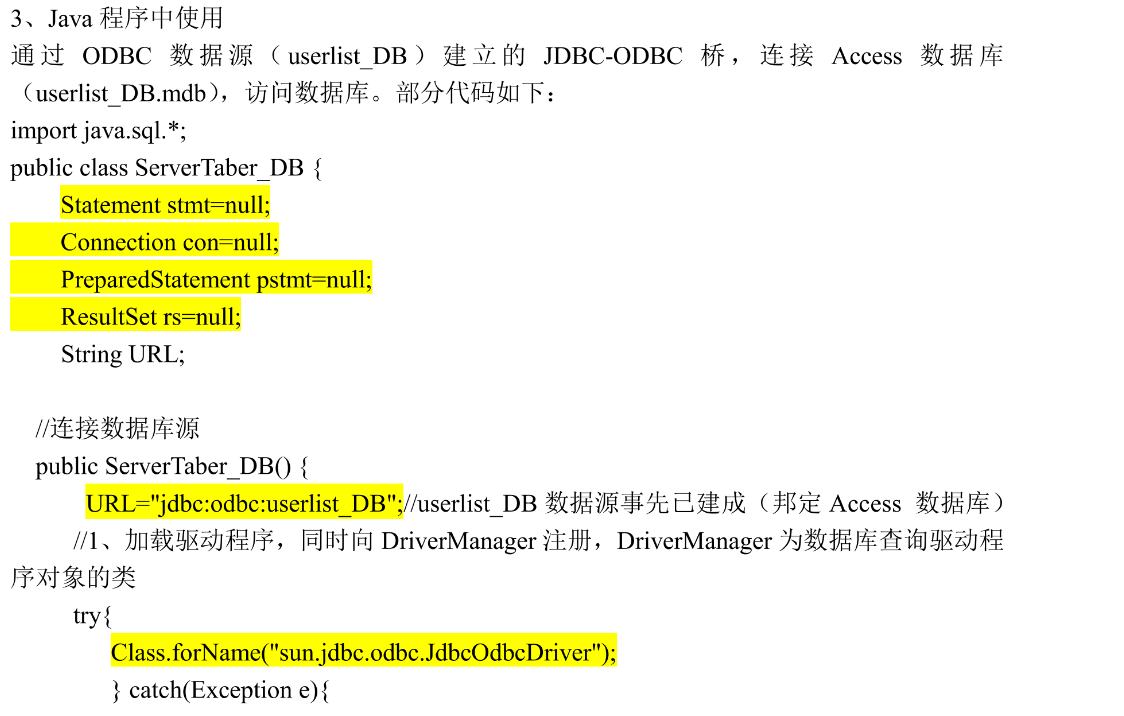 3、Java 程序中使用
通过 ODBC 数据源（userlist_DB）建立的 JDBC-ODBC 桥，连接 Access 数据库
（userlist_DB.mdb），访问数据库。部分代码如下：
import java.sql.*;
public class ServerTaber_DB {
Statement stmt=null;
Connection con=null;
PreparedStatement pstmt=null;
ResultSet rs=null;
String URL;
//连接数据库源
public ServerTaber_DB() {
URL="jdbc:odbc:userlist_DB";//userlist_DB 数据源事先已建成（邦定 Access 数据库）
//1、加载驱动程序，同时向 DriverManager 注册，DriverManager 为数据库查询驱动程
序对象的类
try{
Class.forName("sun.jdbc.odbc.JdbcOdbcDriver");
} catch(Exception e){